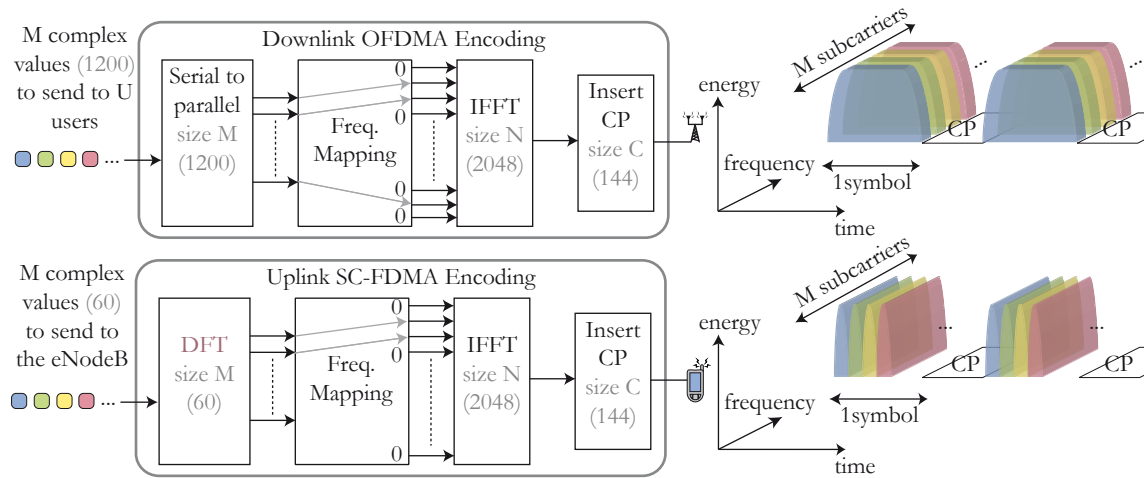 Downlink OFDMA Encoding
M complex
values (1200)
to send to U
users
...
Serial to
parallel
size M
(1200)
Freq.
Mapping
0
0
0
0
0
IFFT
size N
(2048)
Insert
CP
size C
(144)
energy
frequency
time
M subcarriers
...
...
CP
CP
1symbol
Uplink SC-FDMA Encoding
M complex
values (60)
to send to
the eNodeB
...
DFT
size M
(60)
Freq.
Mapping
0
0
0
IFFT
size N
(2048)
Insert
CP
size C
(144)
energy
frequency
time
M subcarriers
...
...
CP
CP
1symbol